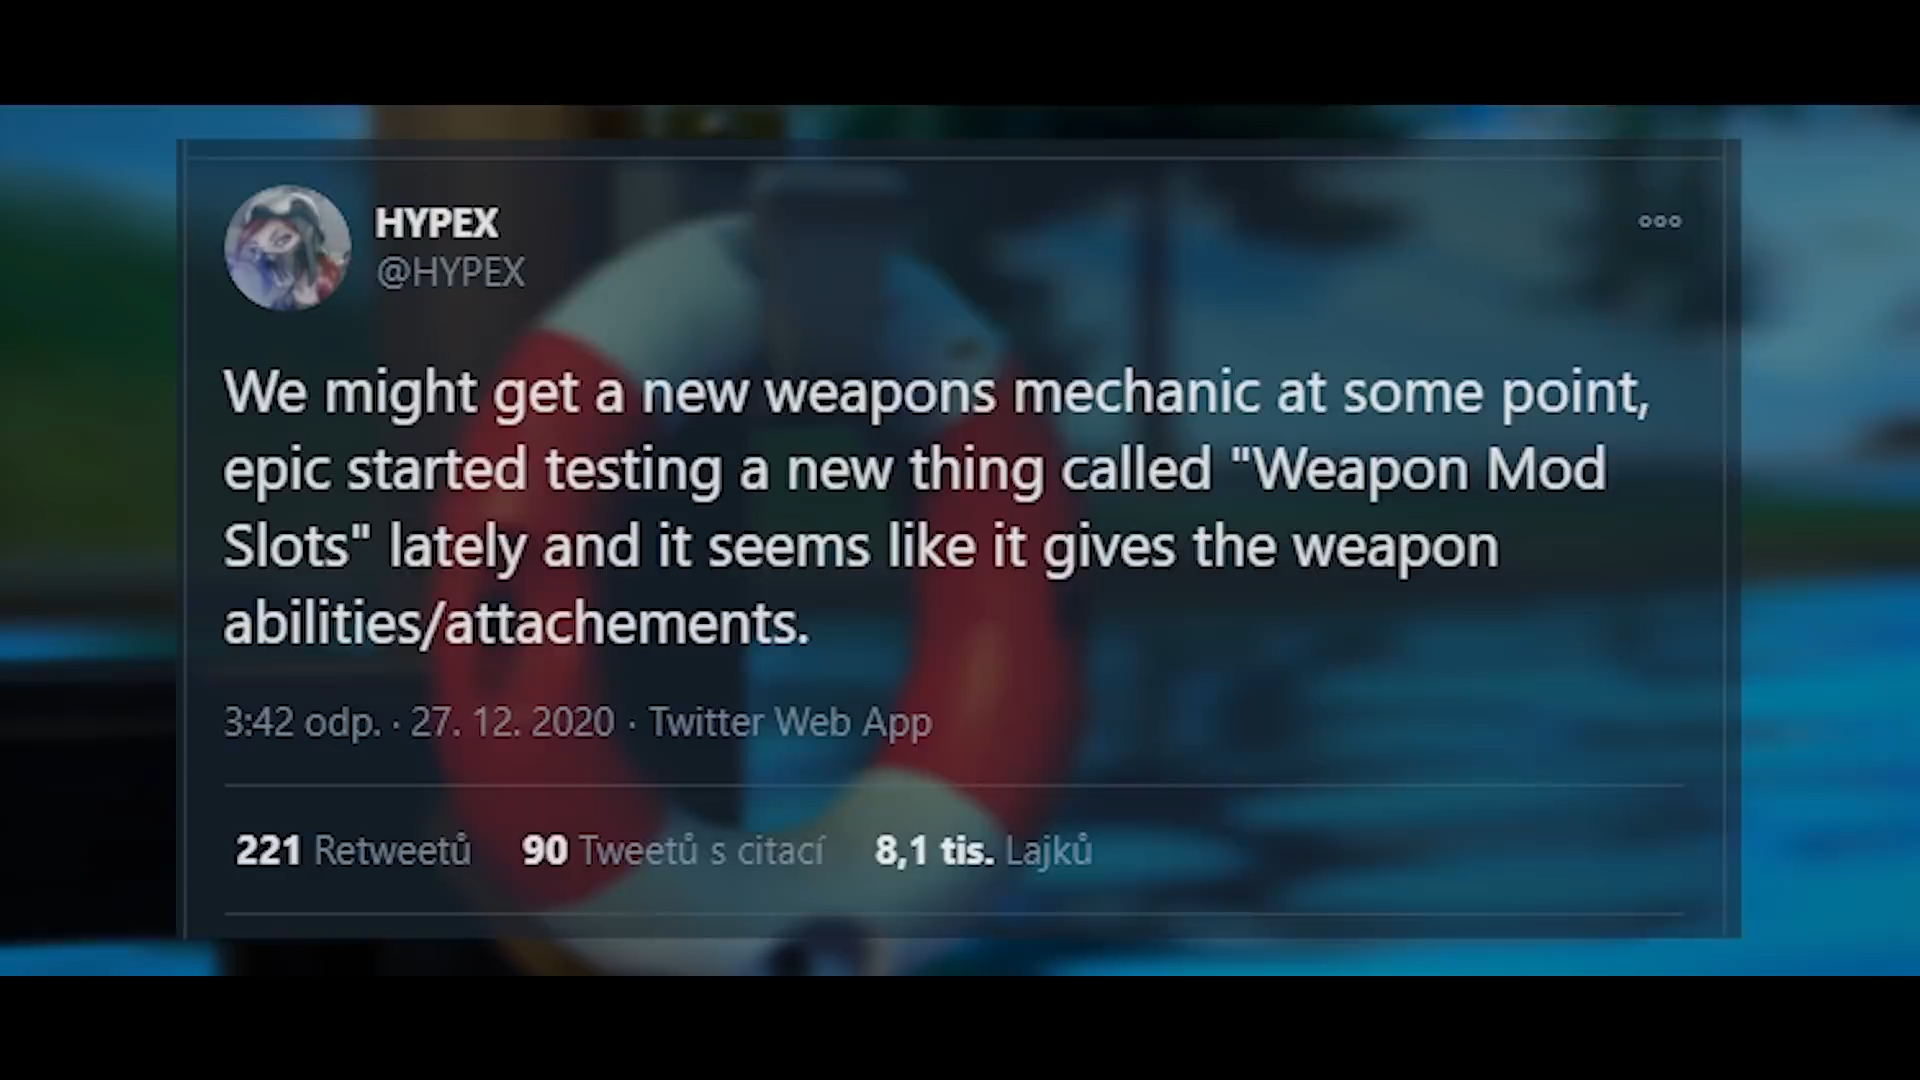 HYPEX
@HYPEX
We might get a new weapons mechanic at some point,
epic started testing a new thing called "Weapon Mod
Slots" lately and it seems like it gives the weapon
abilities/attachements.
3:42 odp. · 27. 12. 2020 · Twitter Web App
221 Retweetů 90 Tweetů s citací 8,1 tis. Lajků